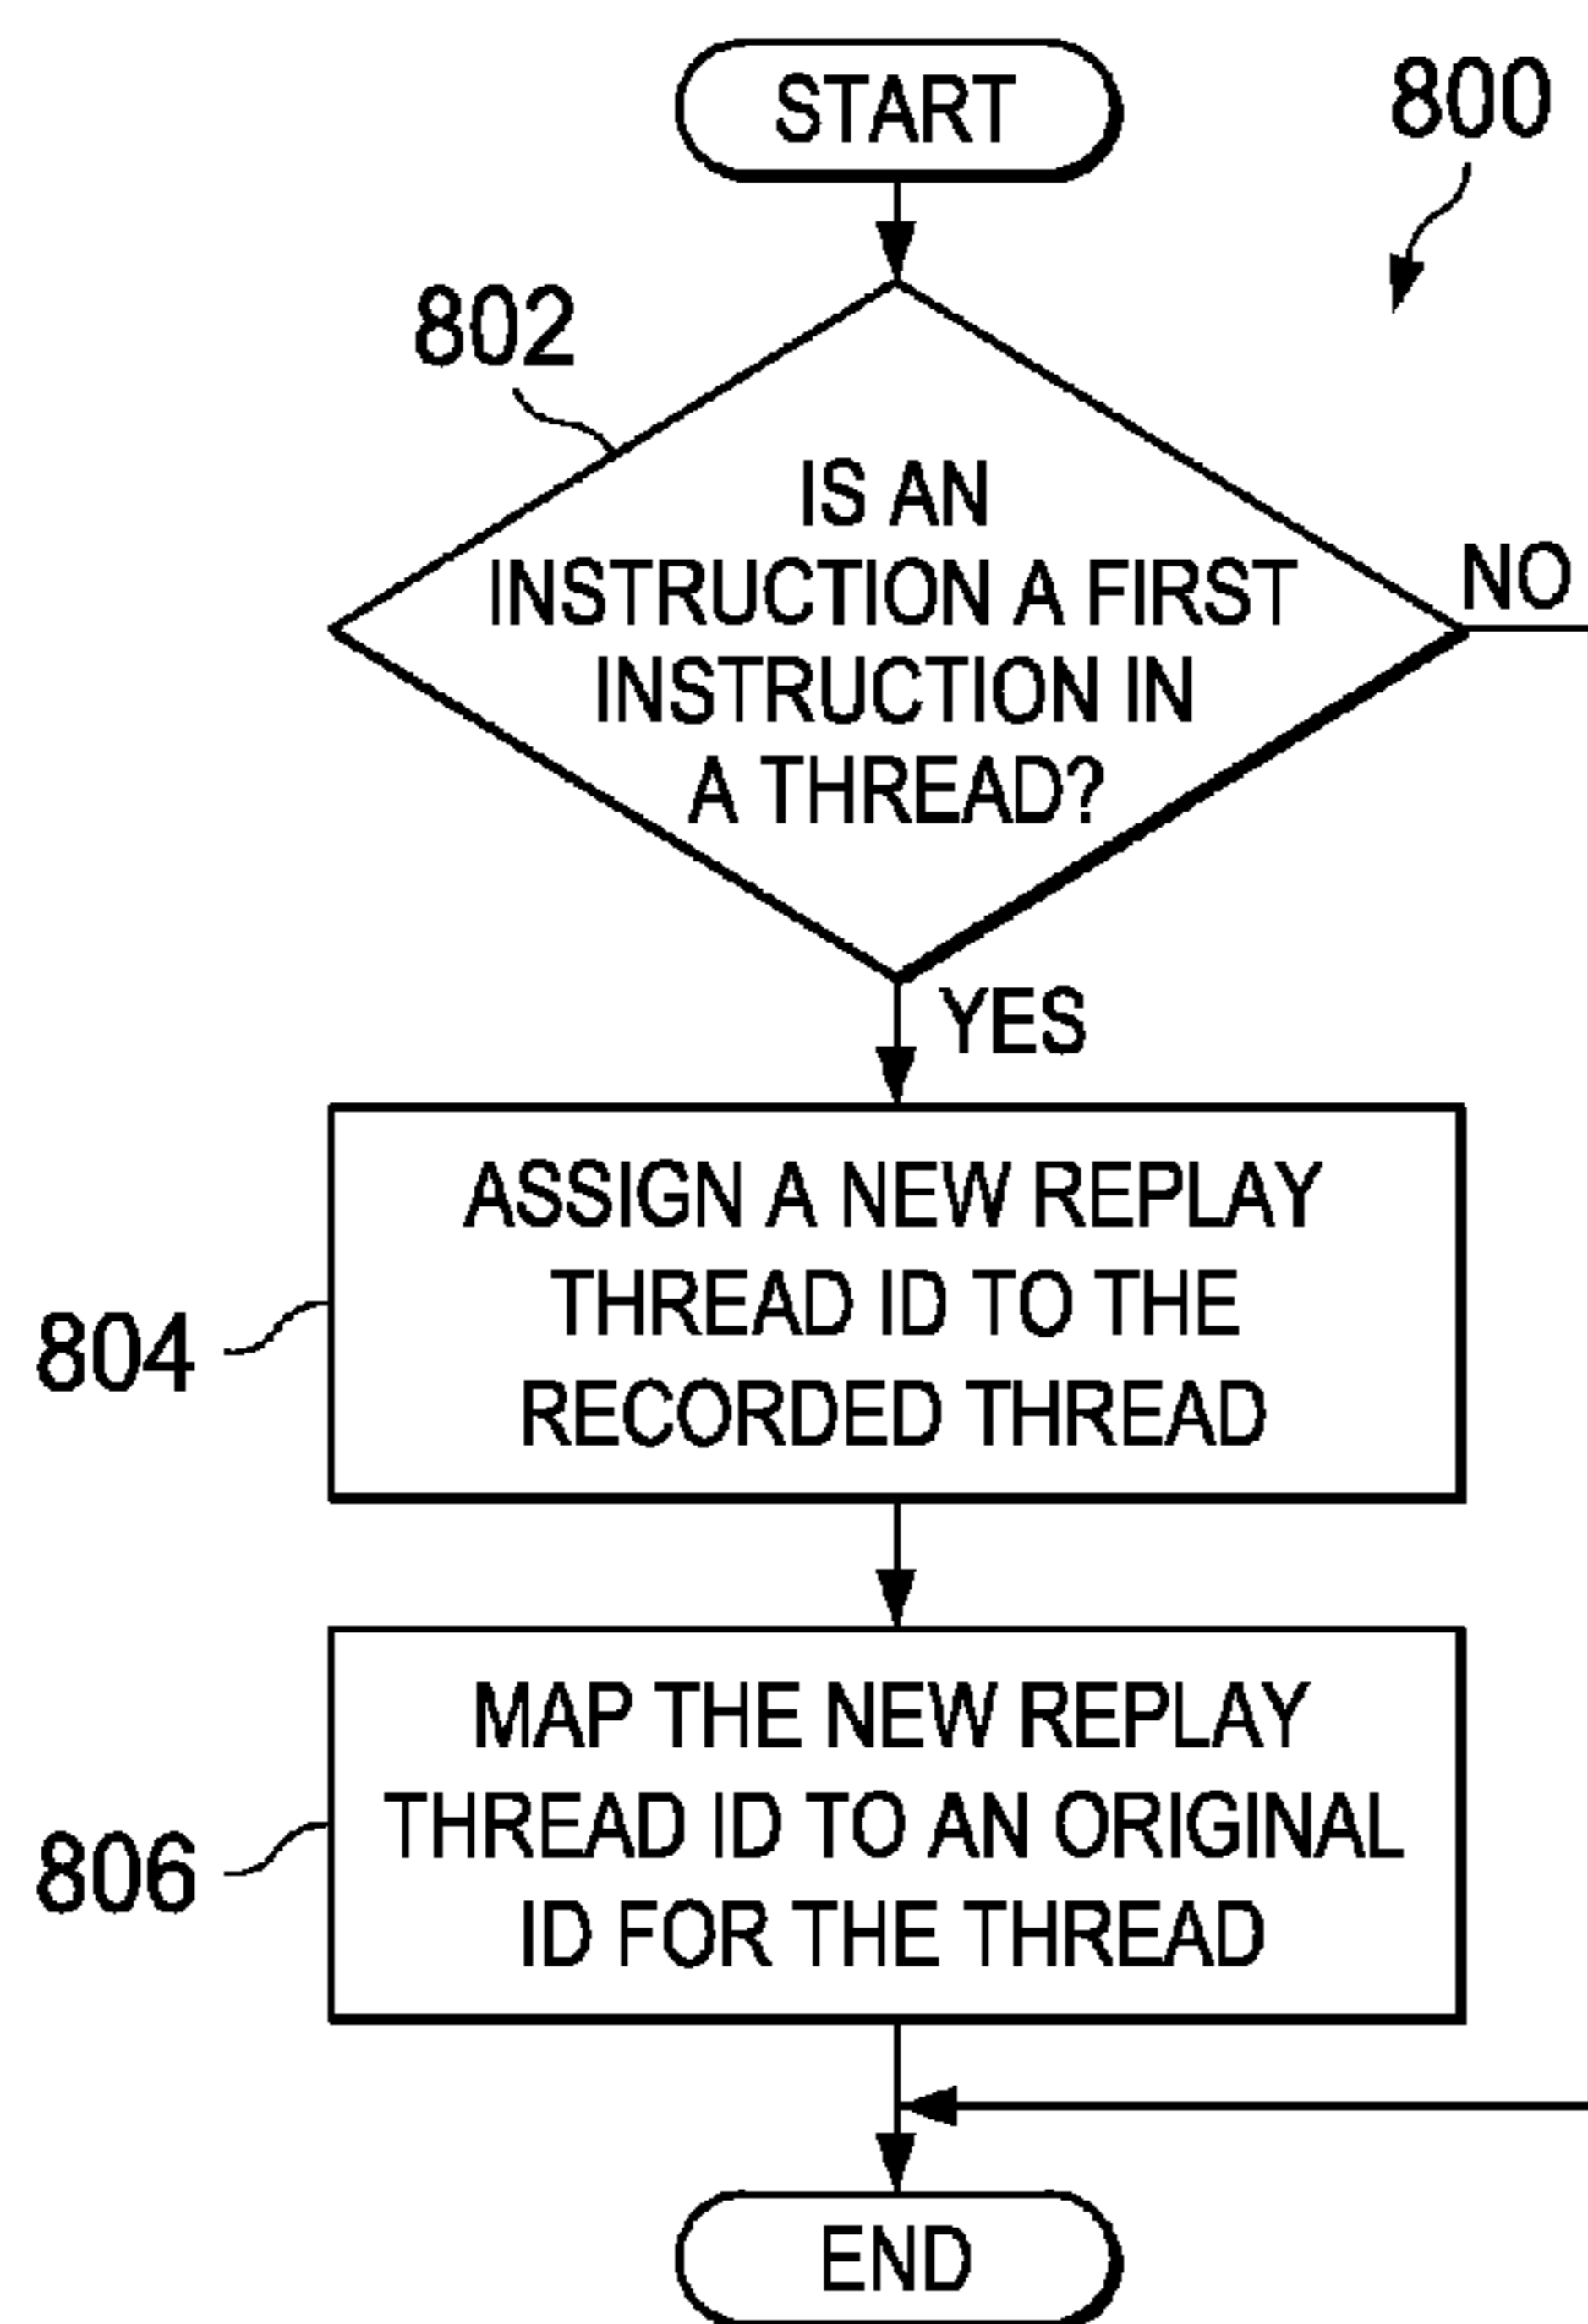 START
800
802
IS AN
INSTRUCTION A FIRST
INSTRUCTION IN
A THREAD?
NO
YES
ASSIGN A NEW REPLAY
THREAD ID TO THE
RECORDED THREAD
804
MAP THE NEW REPLAY
THREAD ID TO AN ORIGINAL
ID FOR THE THREAD
806
END